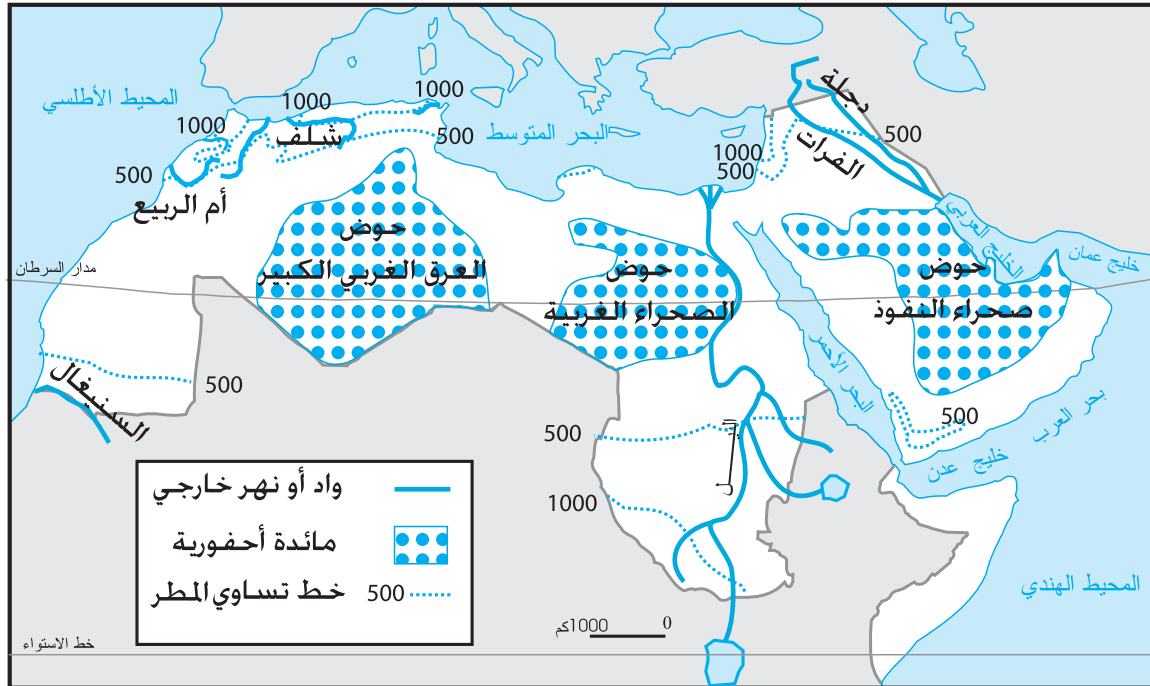 المحيط الأطلسي
1000
1000
1000
500
500
شلف
أم الربيع
البحر المتوسط
دجلة
الفرات
500
1000
500
الخليج العربي
خليج عمان
مدار السرطان
حوض
العرق الغربي الكبير
حوض
الصحراء الغربية
حوض
صحراء النفوذ
البحر الأحمر
بحر العرب
خليج عدن
500
السنيغال
500
النيـــل
500
1000
المحيط الهندي
واد أو نهر خارجي
مائدة أحفورية
خط تساوي المطر 500
1000كم 0
خط الاستواء